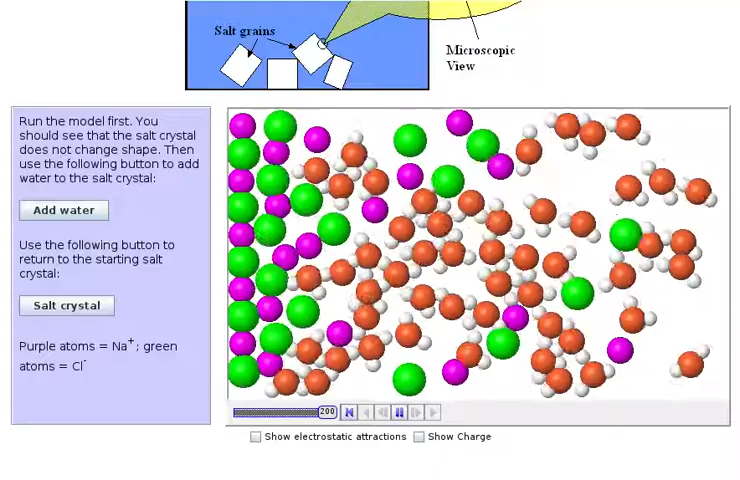 Salt grains
Microscopic
View
Run the model first. You
should see that the salt crystal
does not change shape. Then
use the following button to add
water to the salt crystal:
Add water
Use the following button to
return to the starting salt
crystal:
Salt crystal
Purple atoms = Na+; green
atoms = Cl-
200
Show electrostatic attractions
Show Charge